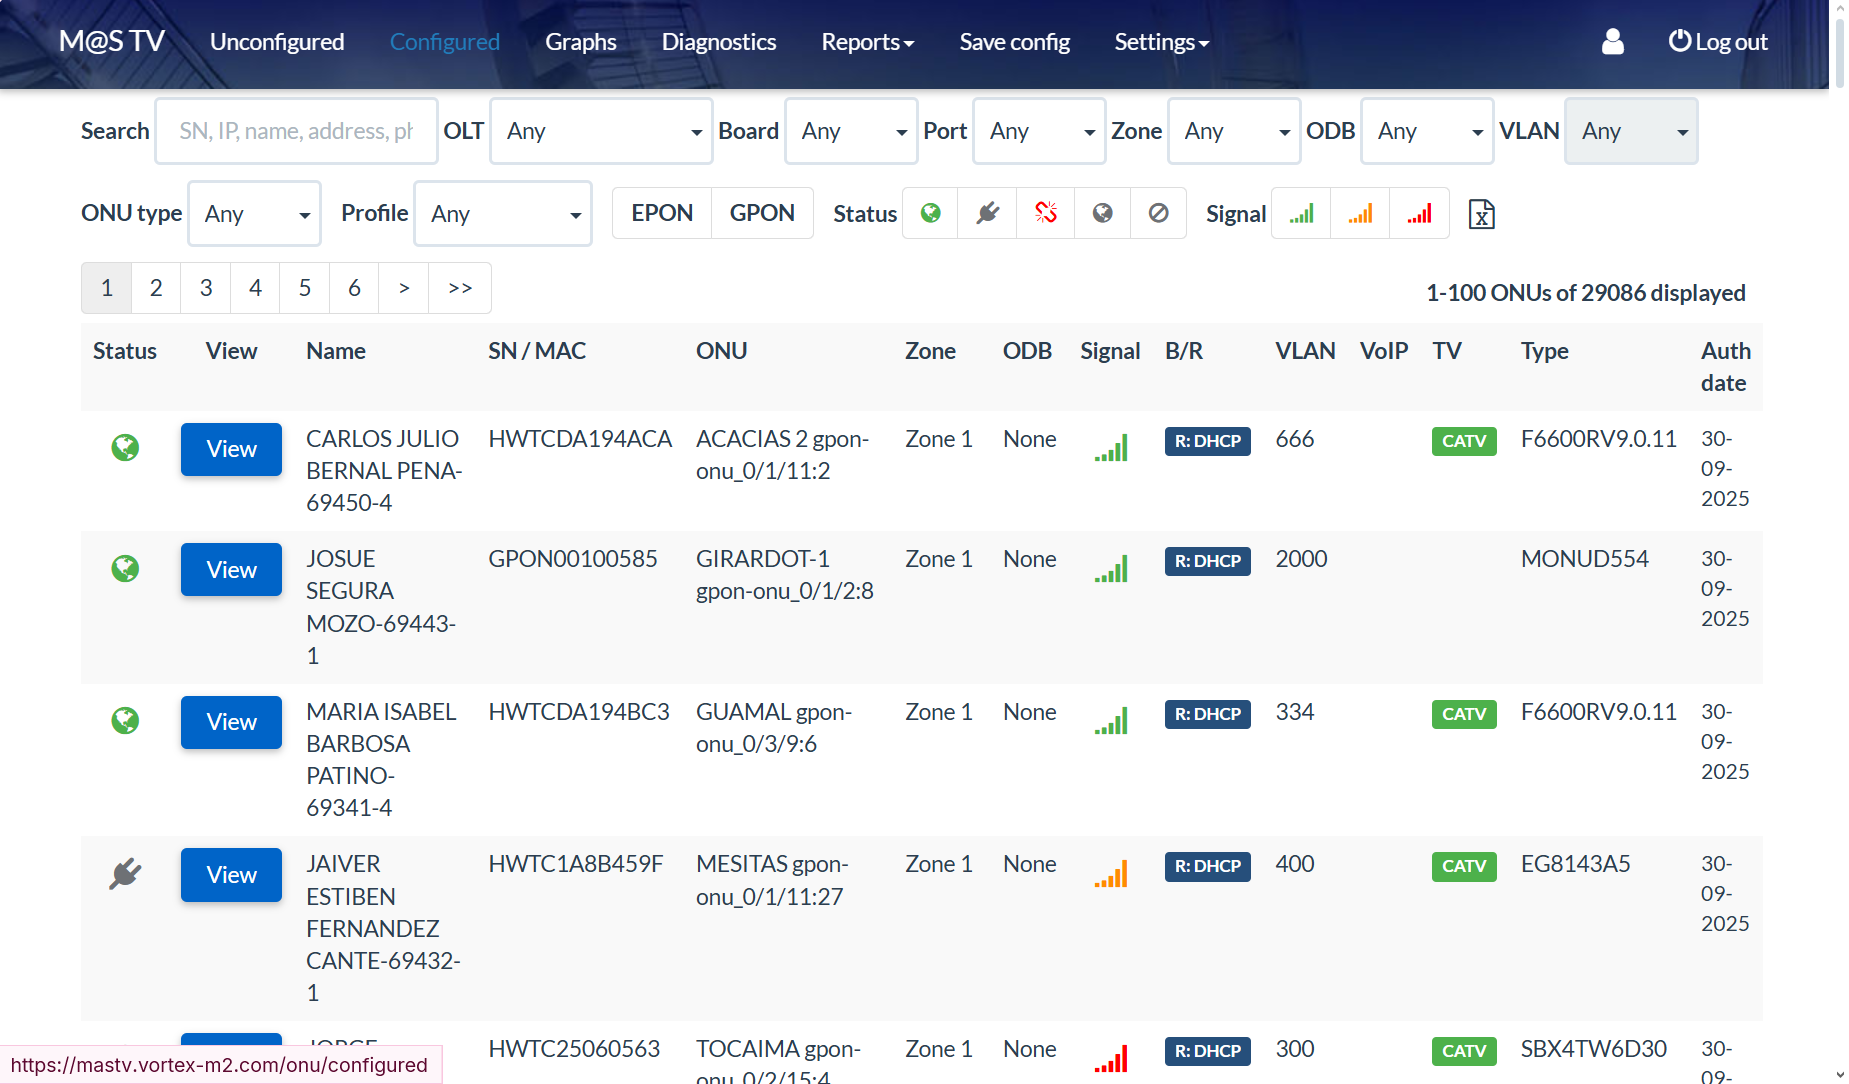 M@S TV Unconfigured Configured Graphs Diagnostics Reports Save config Settings Log out
Search SN, IP, name, address, ph OLT Any Board Any Port Any Zone Any ODB Any VLAN Any
ONU type Any Profile Any EPON GPON Status Signal
1 2 3 4 5 6 > >>
1-100 ONUs of 29086 displayed
Status View Name SN / MAC ONU Zone ODB Signal B/R VLAN VoIP TV Type Auth
date
View CARLOS JULIO HWTCDA194ACA ACACIAS 2 gpon- Zone 1 None R: DHCP 666 CATV F6600RV9.0.11 30-
BERNAL PENA- onu_0/1/11:2 09-
69450-4 2025
View JOSUE GPON00100585 GIRARDOT-1 Zone 1 None R: DHCP 2000 MONUD554 30-
SEGURA gpon-onu_0/1/2:8 09-
MOZO-69443- 2025
1
View MARIA ISABEL HWTCDA194BC3 GUAMAL gpon- Zone 1 None R: DHCP 334 CATV F6600RV9.0.11 30-
BARBOSA onu_0/3/9:6 09-
PATINO- 2025
69341-4
View JAIVER HWTC1A8B459F MESITAS gpon- Zone 1 None R: DHCP 400 CATV EG8143A5 30-
ESTIBEN onu_0/1/11:27 09-
FERNANDEZ 2025
CANTE-69432-
1
JORGE HWTC25060563 TOCAIMA gpon- Zone 1 None R: DHCP 300 CATV SBX4TW6D30 30-
onu_0/2/15:4 09-
https://mastv.vortex-m2.com/onu/configured